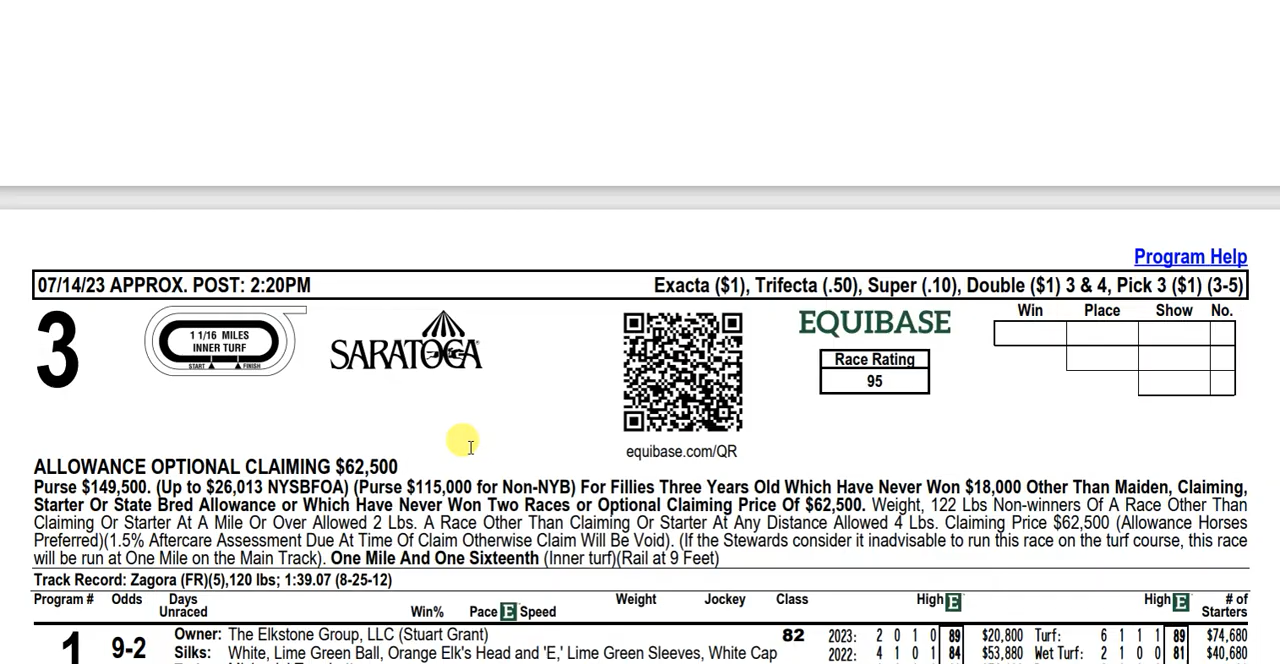 Program Help
07/14/23 APPROX. POST: 2:20PM Exacta ($1), Trifecta (.50), Super (.10), Double ($1) 3 & 4, Pick 3 ($1) (3-5)
3
1 1/16 MILES
INNER TURF
START FINISH
SARATOGA
equibase.com/QR
EQUIBASE
Race Rating
95
Win Place Show No.
ALLOWANCE OPTIONAL CLAIMING $62,500
Purse $149,500. (Up to $26,013 NYSBFOA) (Purse $115,000 for Non-NYB) For Fillies Three Years Old Which Have Never Won $18,000 Other Than Maiden, Claiming,
Starter Or State Bred Allowance or Which Have Never Won Two Races or Optional Claiming Price Of $62,500. Weight, 122 Lbs Non-winners Of A Race Other Than
Claiming Or Starter At A Mile Or Over Allowed 2 Lbs. A Race Other Than Claiming Or Starter At Any Distance Allowed 4 Lbs. Claiming Price $62,500 (Allowance Horses
Preferred)(1.5% Aftercare Assessment Due At Time Of Claim Otherwise Claim Will Be Void). (If the Stewards consider it inadvisable to run this race on the turf course, this race
will be run at One Mile on the Main Track). One Mile And One Sixteenth (Inner turf)(Rail at 9 Feet)
Track Record: Zagora (FR)(5),120 lbs; 1:39.07 (8-25-12)
Program # Odds Days Unraced Win% Pace E Speed Weight Jockey Class High E High E # of Starters
1 9-2 Owner: The Elkstone Group, LLC (Stuart Grant) 82 2023: 2 0 1 0 89 $20,800 Turf: 6 1 1 1 89 $74,680
Silks: White, Lime Green Ball, Orange Elk's Head and 'E,' Lime Green Sleeves, White Cap 2022: 4 1 0 1 84 $53,880 Wet Turf: 2 1 0 0 81 $40,680